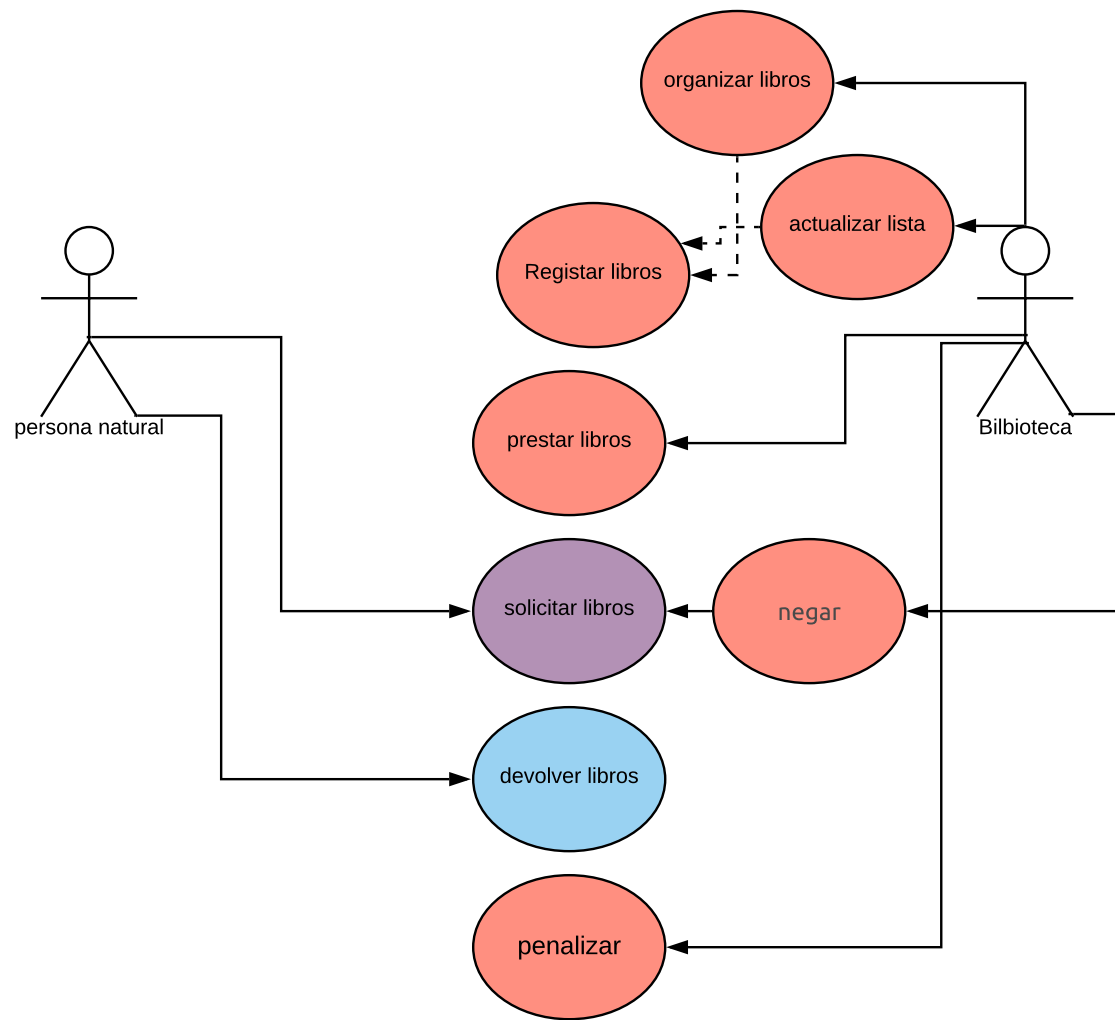 organizar libros
actualizar lista
Registar libros
persona natural
Bilbioteca
prestar libros
solicitar libros
negar
devolver libros
penalizar